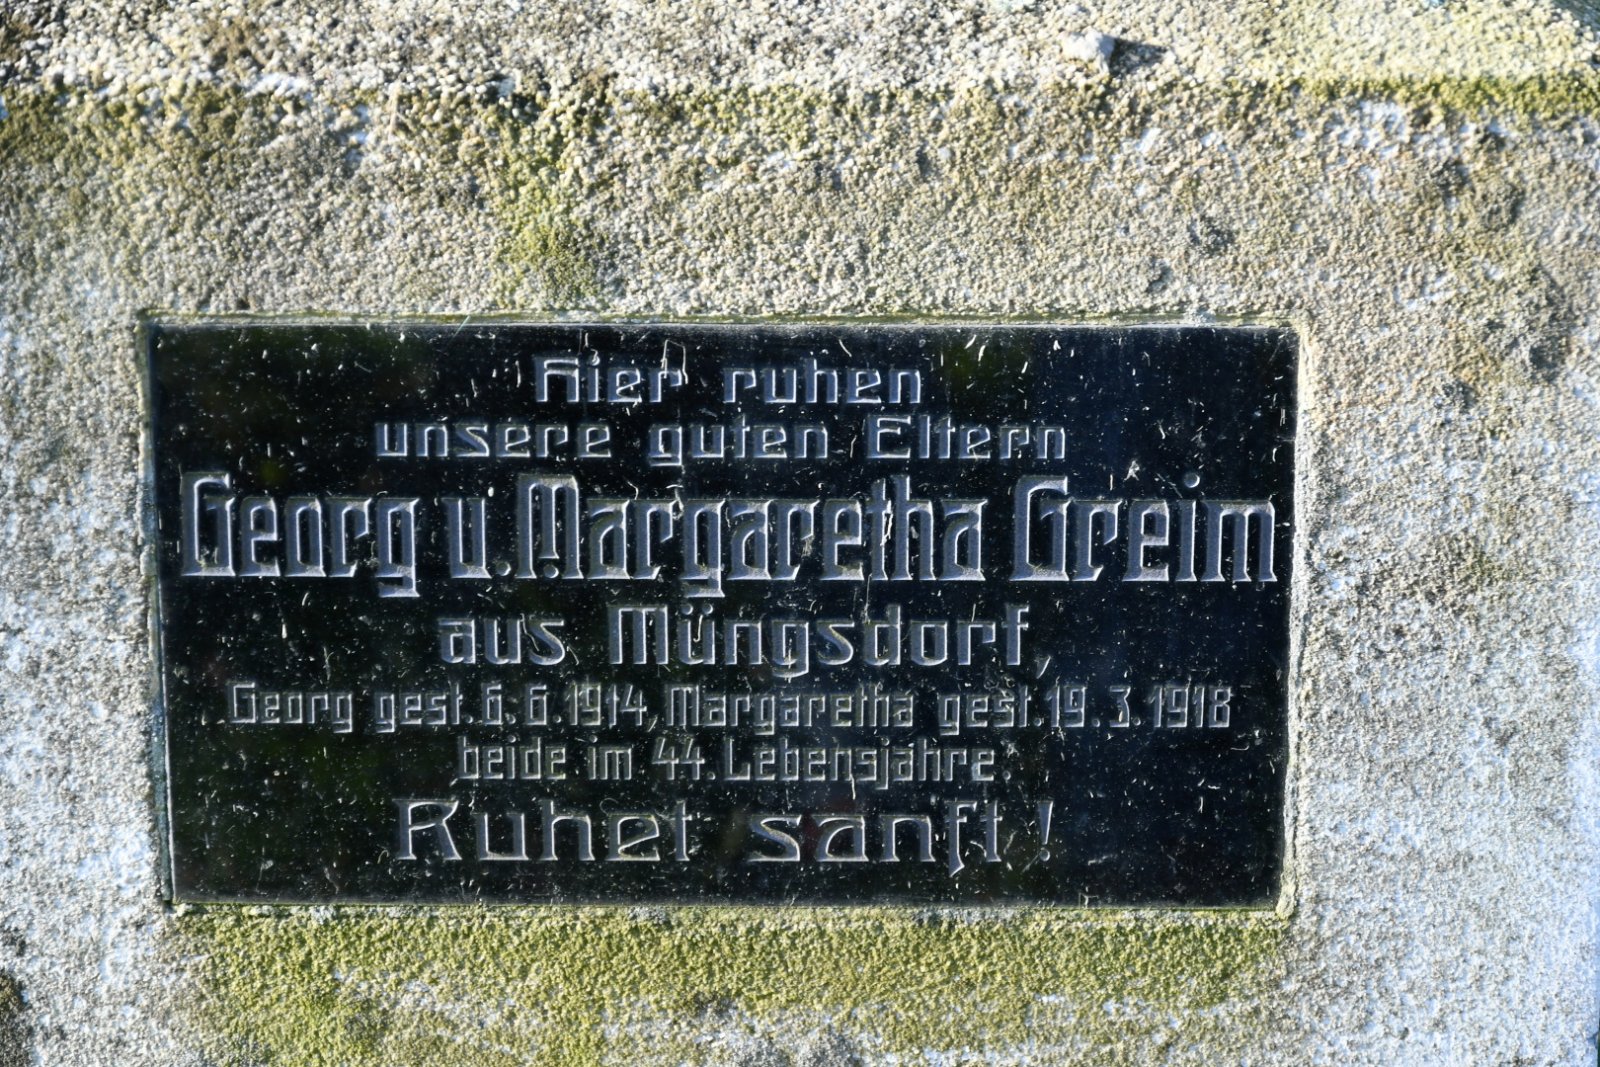 Hier ruhen
unsere guten Eltern
Georg u. Margaretha Greim
aus Müngsdorf,
Georg gest. 6. 6. 1914, Margaretha gest. 19. 3. 1918
beide im 44. Lebensjahre.
Ruhet sanft!